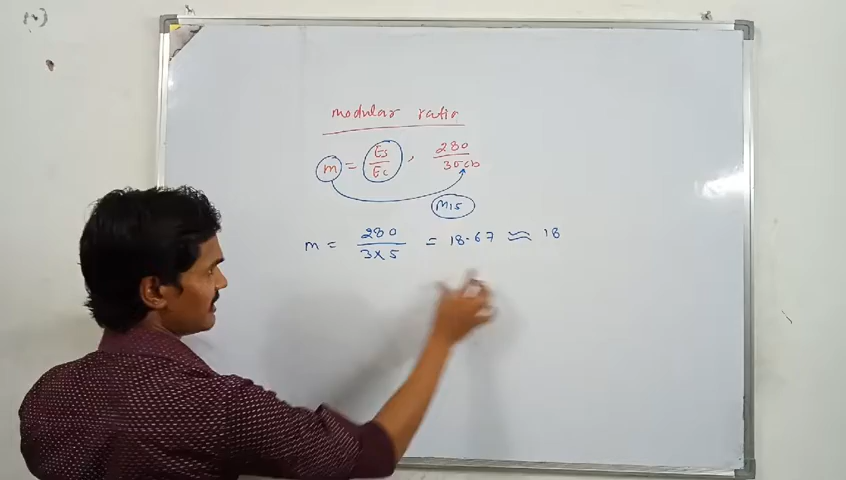 modular ratio
m = Es/Ec, 280/3σcb
M15
m = 280/3x5 = 18.67 ≈ 18